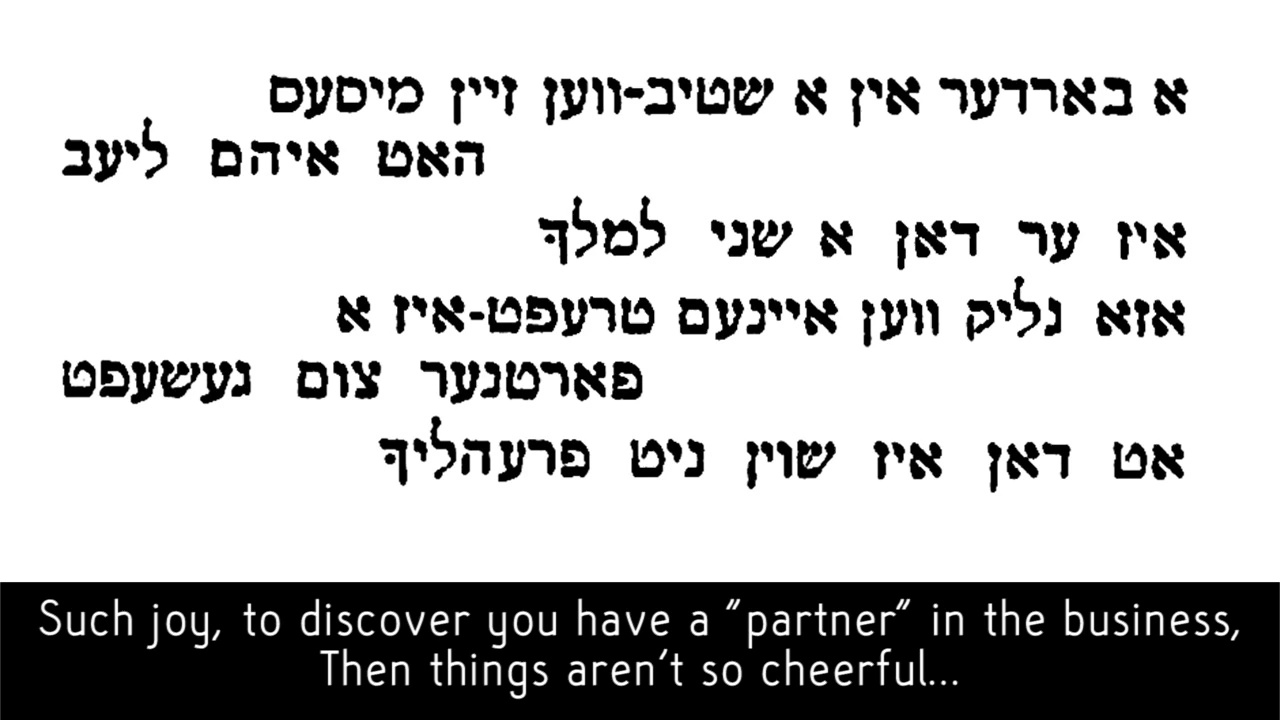 א באררער אין א שטיב-ווען זיין מיסעס
האט איהם ליעב
איז ער דאן א שני למלך
אזא גליק ווען איינעם טרעפט-איז א
פארטנער צום געשעפט
אט דאן איז שוין ניט פרעהליך
Such joy, to discover you have a "partner" in the business,
Then things aren't so cheerful...